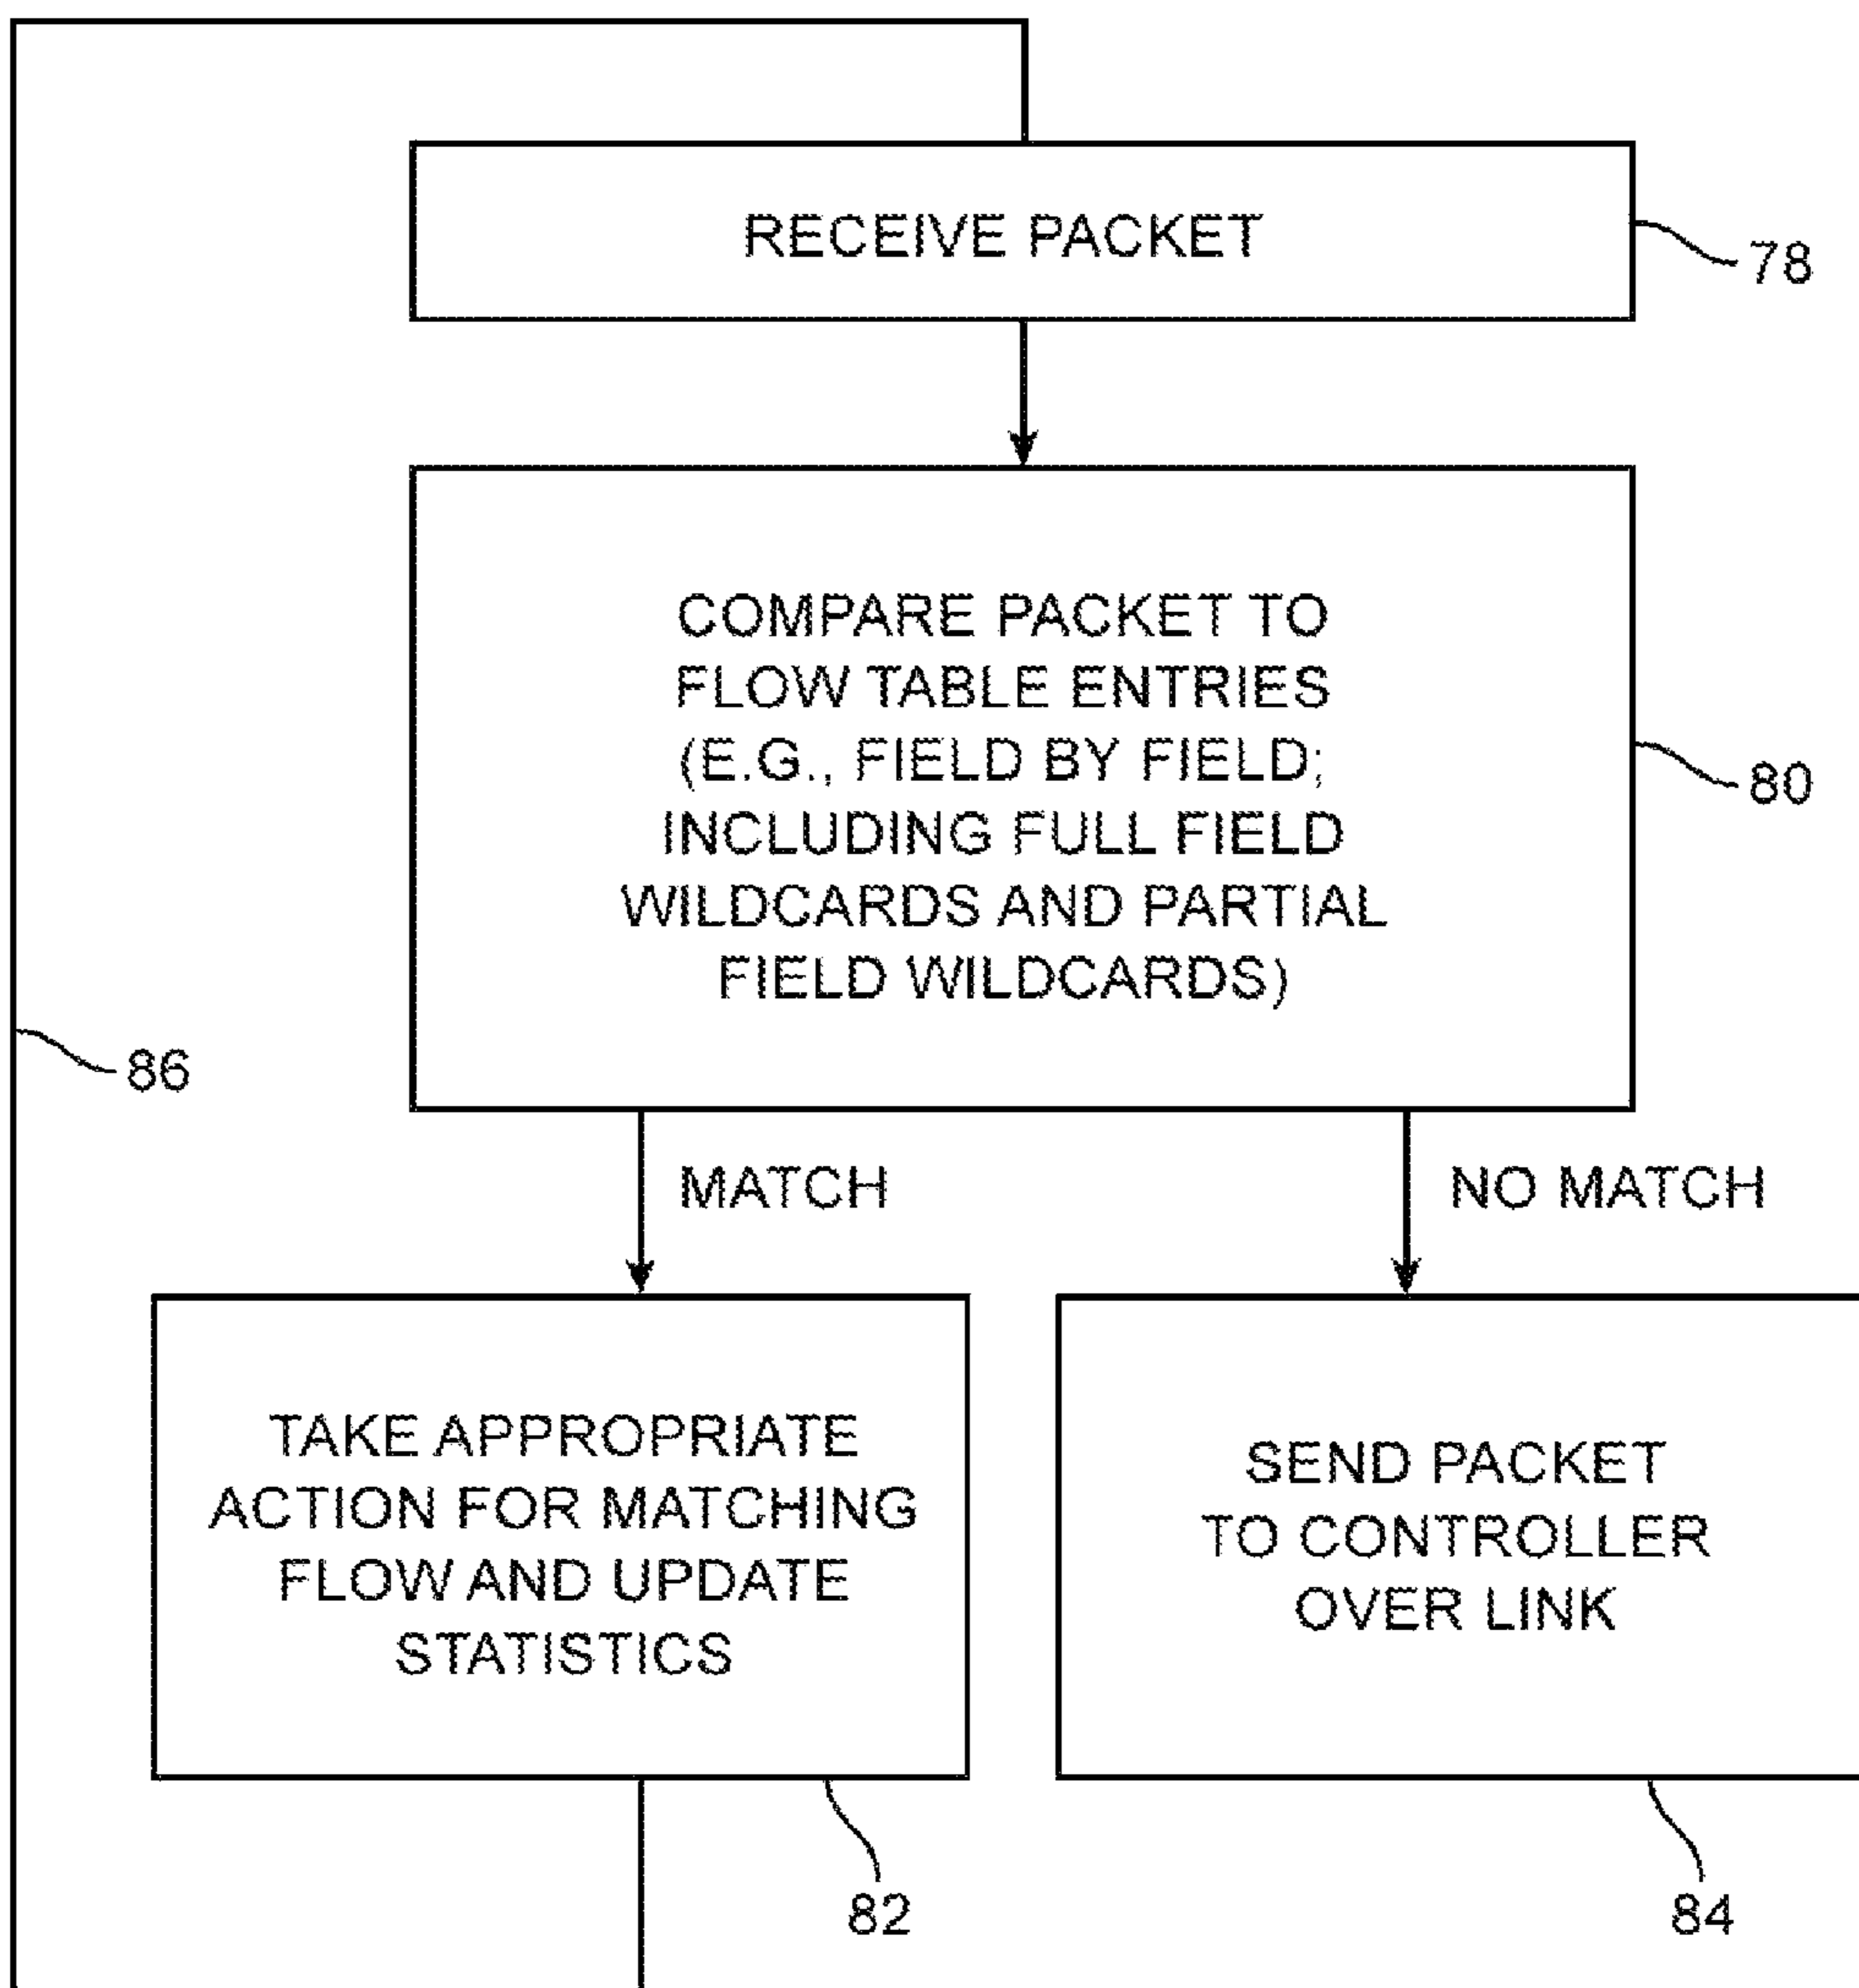 RECEIVE PACKET
78
COMPARE PACKET TO
FLOW TABLE ENTRIES
(E.G., FIELD BY FIELD;
INCLUDING FULL FIELD
WILDCARDS AND PARTIAL
FIELD WILDCARDS)
80
86
MATCH
NO MATCH
TAKE APPROPRIATE
ACTION FOR MATCHING
FLOW AND UPDATE
STATISTICS
SEND PACKET
TO CONTROLLER
OVER LINK
82
84